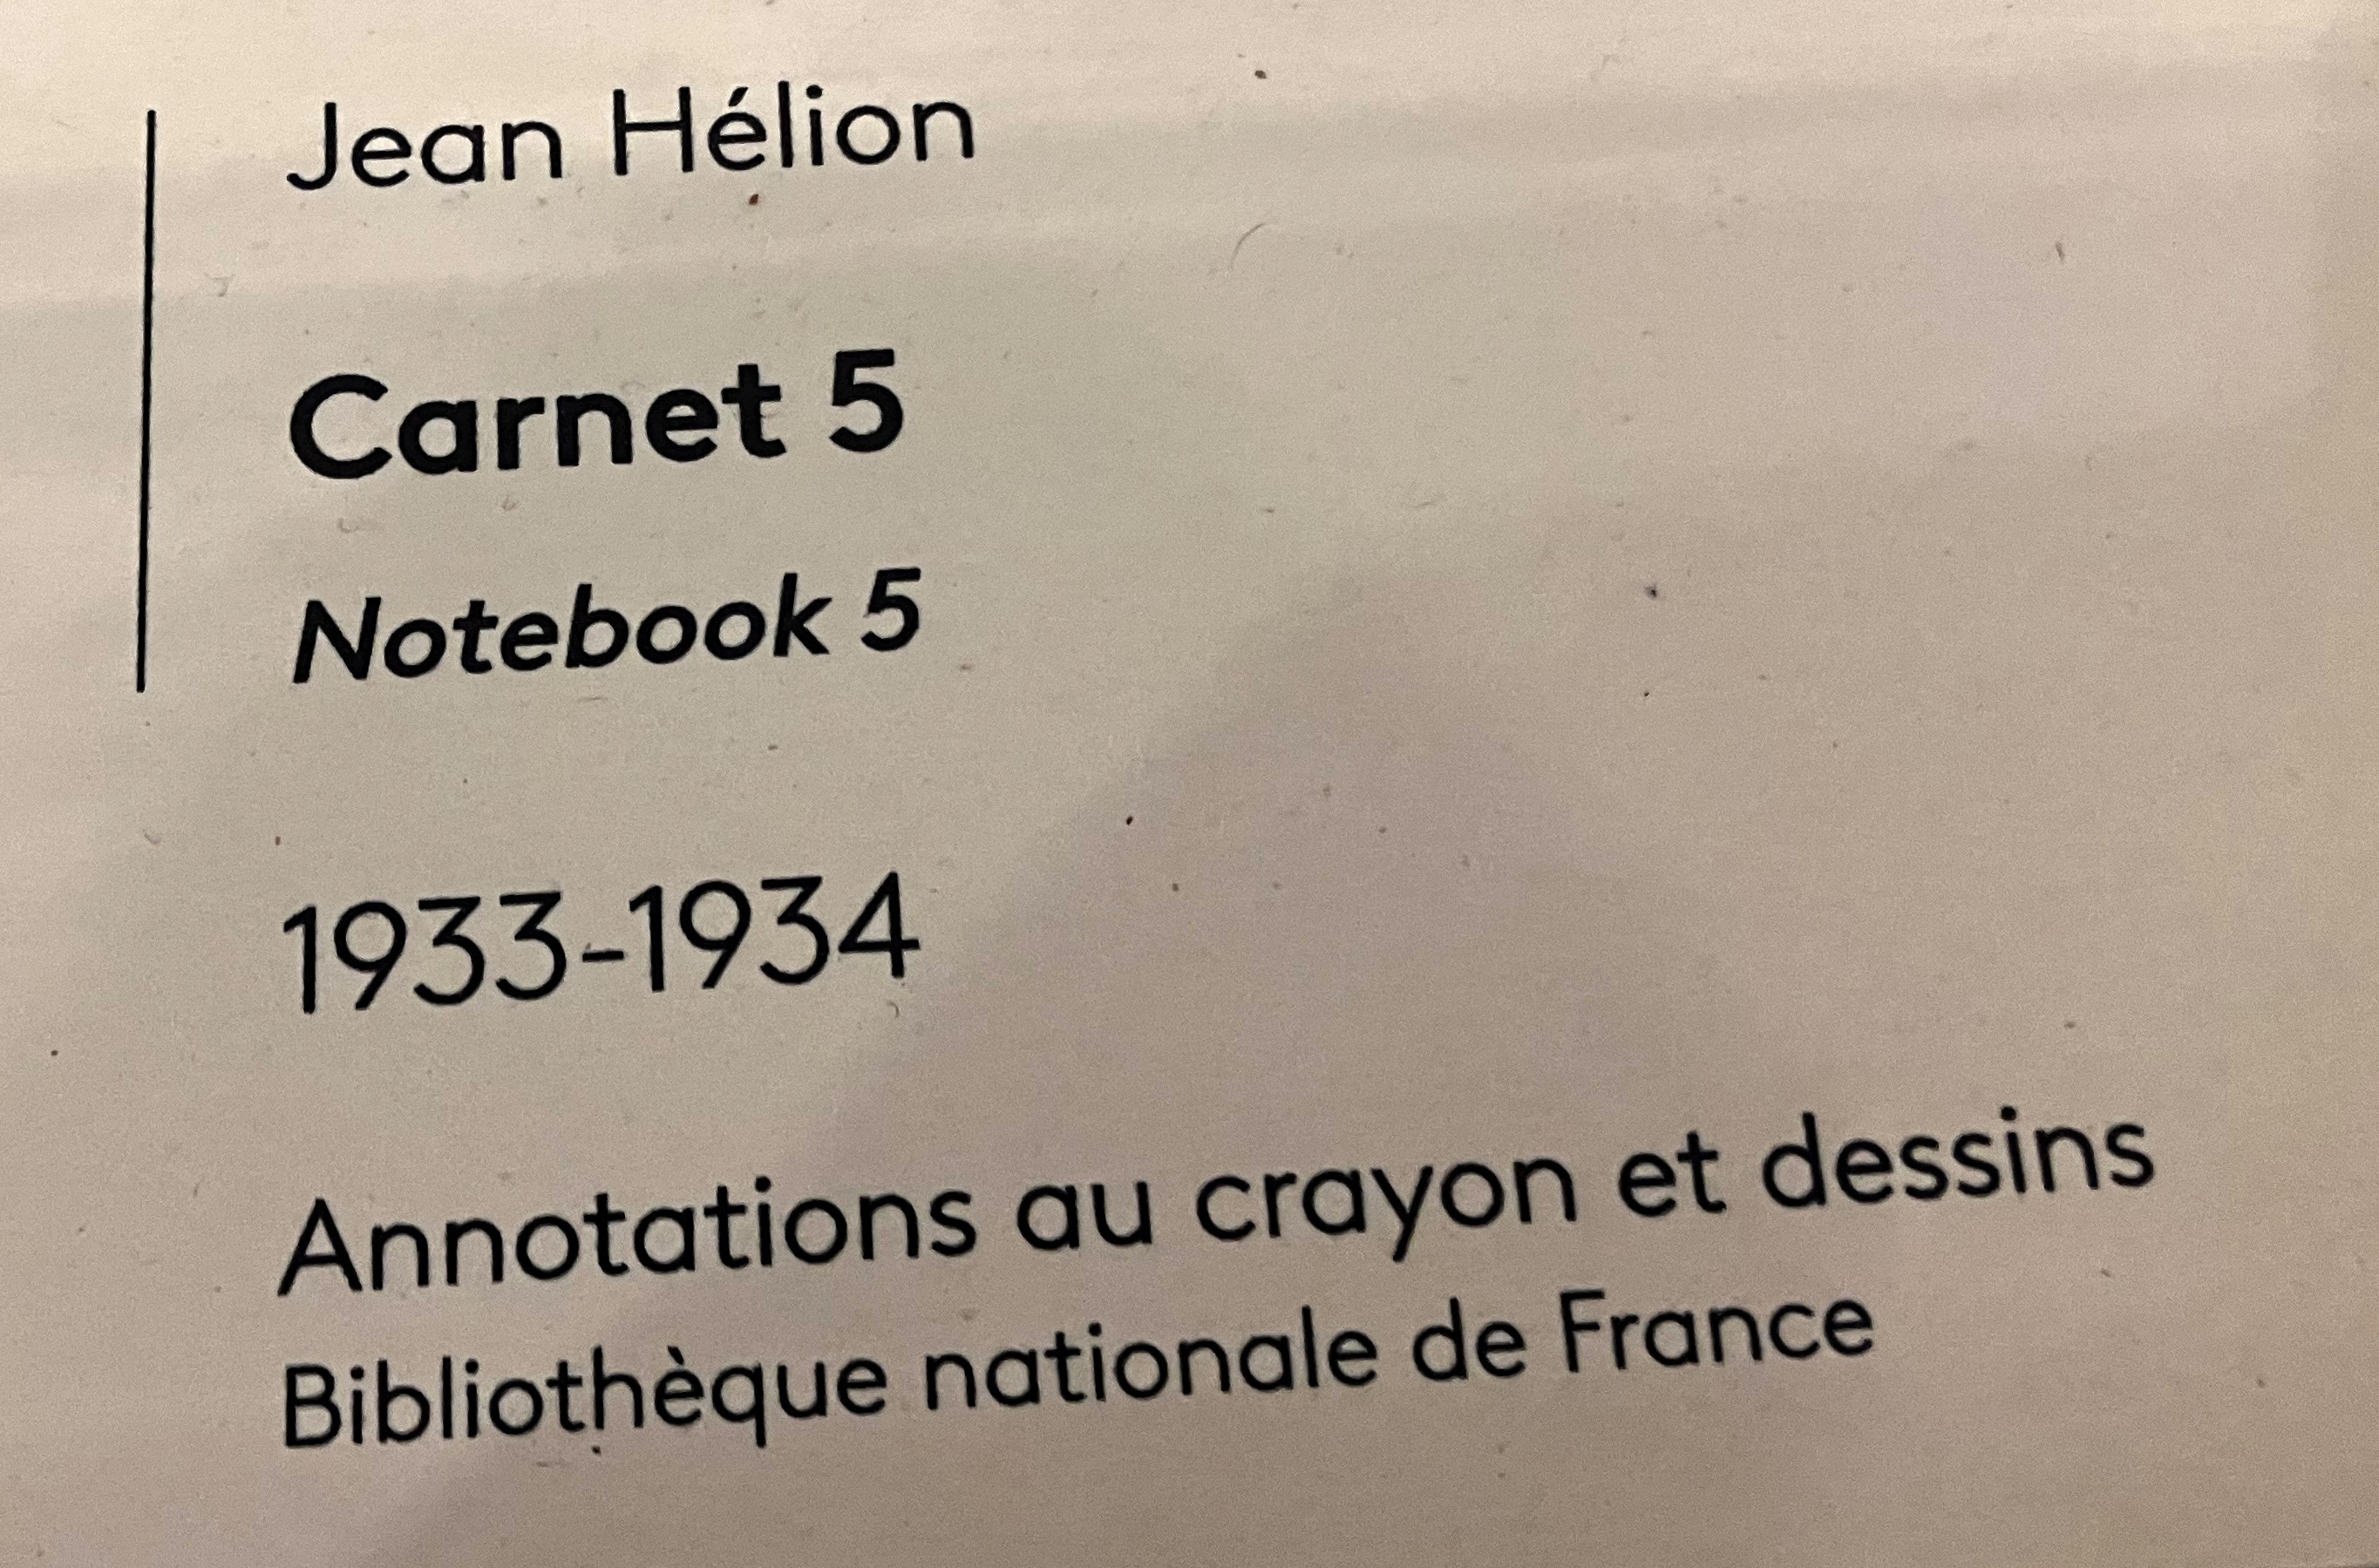 Jean Hélion
Carnet 5
Notebook 5
1933-1934
Annotations au crayon et dessins
Bibliothèque nationale de France